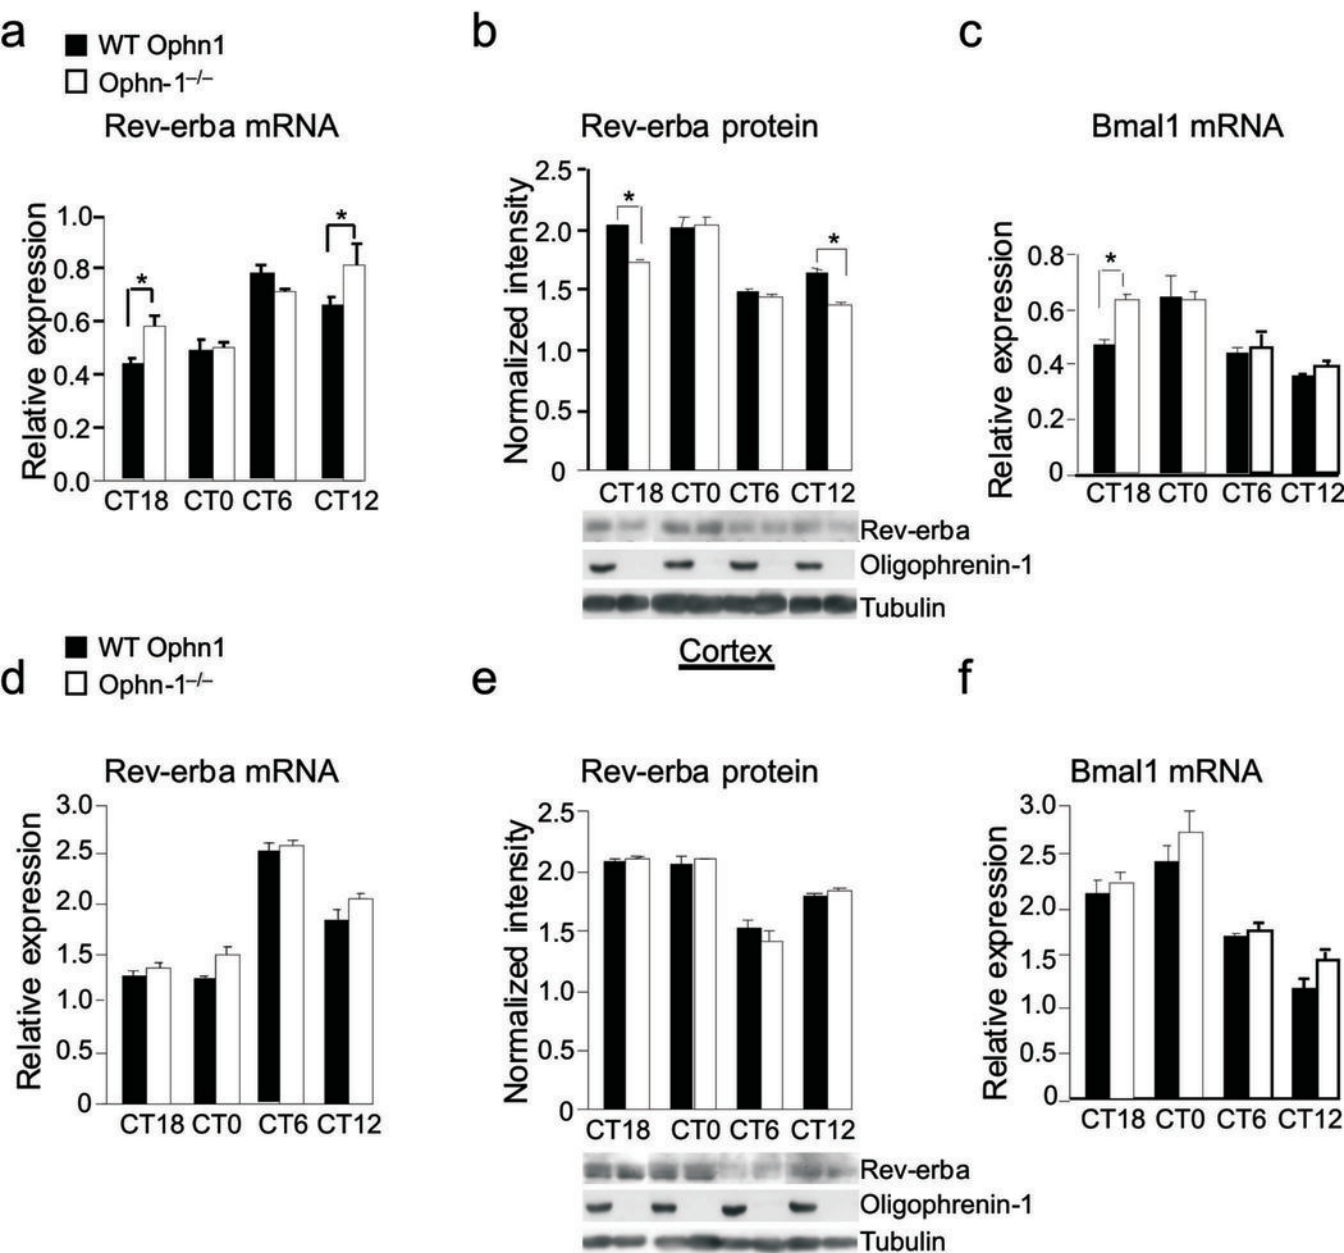 a
WT Ophn1
Ophn-1–/–
Rev-erba mRNA
Relative expression
1.0
0.8
0.6
0.4
0.2
0.0
*
*
CT18 CT0 CT6 CT12
b
Rev-erba protein
Normalized intensity
2.5
2.0
1.5
1.0
0.5
0
*
*
CT18 CT0 CT6 CT12
Rev-erba
Oligophrenin-1
Tubulin
c
Bmal1 mRNA
Relative expression
0.8
0.6
0.4
0.2
0
*
CT18 CT0 CT6 CT12
Cortex
d
WT Ophn1
Ophn-1–/–
Rev-erba mRNA
Relative expression
3.0
2.5
2.0
1.5
1.0
0.5
0
CT18 CT0 CT6 CT12
e
Rev-erba protein
Normalized intensity
2.5
2.0
1.5
1.0
0.5
0
CT18 CT0 CT6 CT12
Rev-erba
Oligophrenin-1
Tubulin
f
Bmal1 mRNA
Relative expression
3.0
2.5
2.0
1.5
1.0
0.5
0
CT18 CT0 CT6 CT12